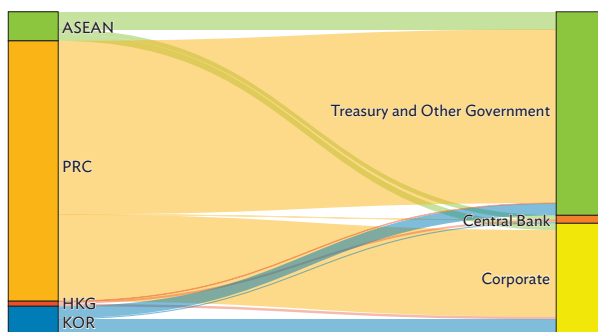 ASEAN
Treasury and Other Government
PRC
Central Bank
Corporate
HKG
KOR